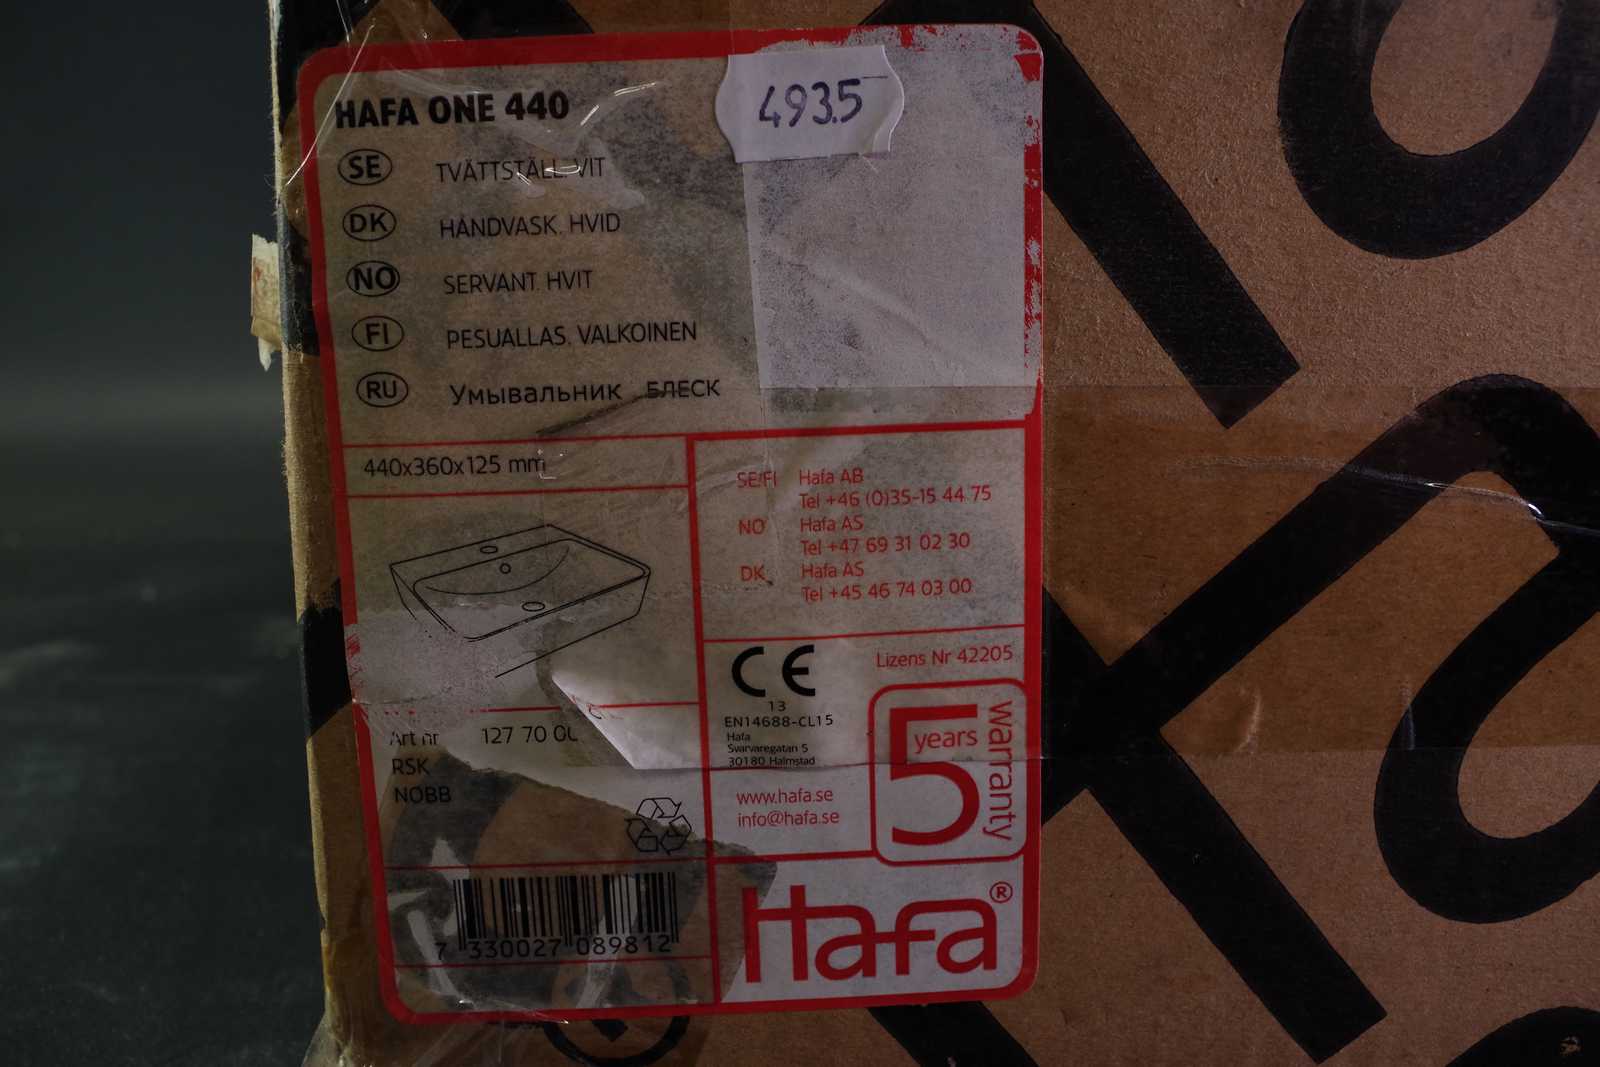 HAFA ONE 440
4935
SE TVÄTTSTÄLL. VIT
DK HÅNDVASK. HVID
NO SERVANT. HVIT
FI PESUALLAS. VALKOINEN
RU Умывальник БЛЕСК
440x360x125 mm
SE/FI Hafa AB
Tel +46 (0)35-15 44 75
NO Hafa AS
Tel +47 69 31 02 30
DK Hafa AS
Tel +45 46 74 03 00
CE
13
EN14688-CL15
Hafa
Svarvaregatan 5
30180 Halmstad
Lizens Nr 42205
5 years warranty
Art nr 127 70 00
RSK
NOBB
www.hafa.se
info@hafa.se
7 330027 089812
Hafa®